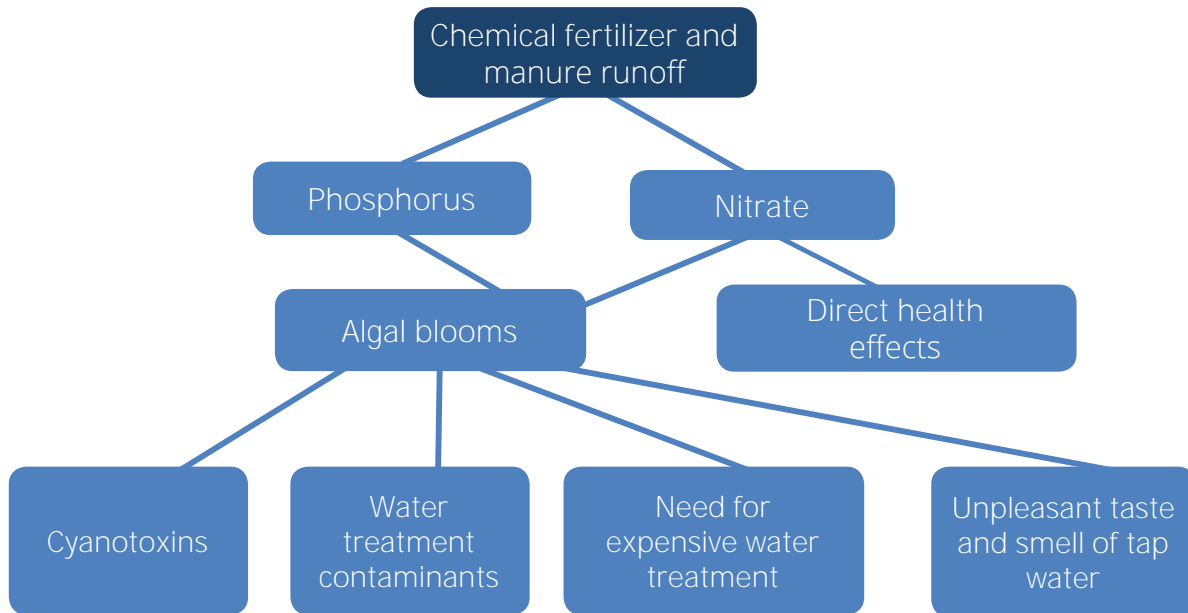 Chemical fertilizer and
manure runoff
Phosphorus
Nitrate
Algal blooms
Direct health
effects
Cyanotoxins
Water
treatment
contaminants
Need for
expensive water
treatment
Unpleasant taste
and smell of tap
water